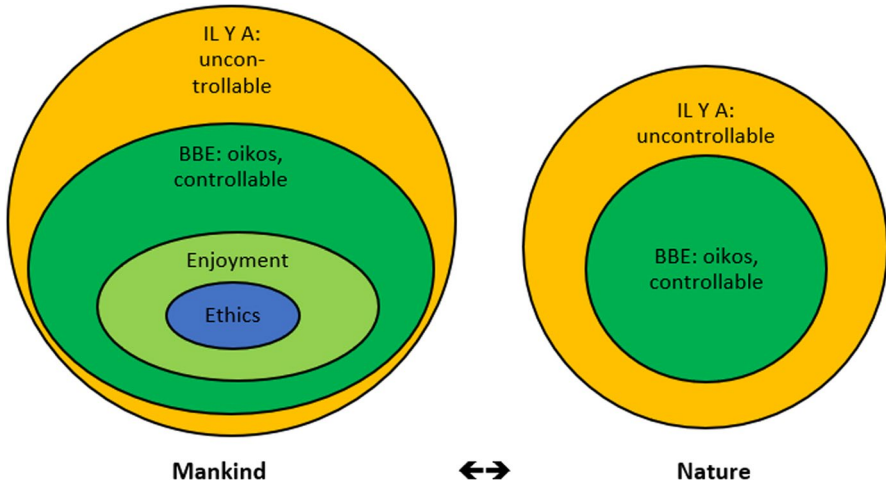 IL Y A:
uncon-
trollable
BBE: oikos,
controllable
Enjoyment
Ethics
IL Y A:
uncontrollable
BBE: oikos,
controllable
Mankind
Nature